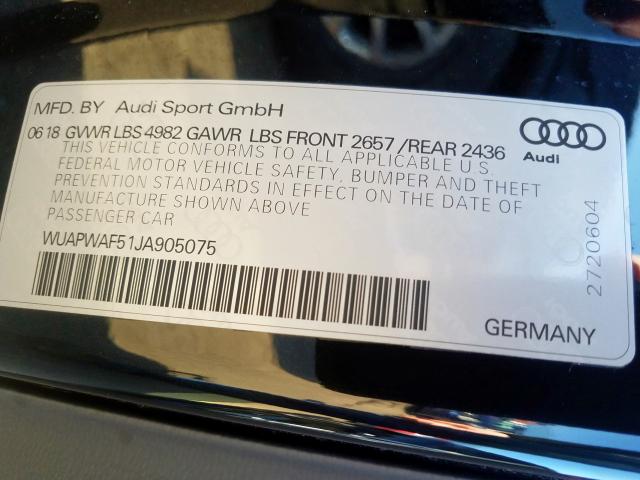 MFD. BY Audi Sport GmbH
06 18 GVWR LBS 4982 GAWR LBS FRONT 2657 /REAR 2436
THIS VEHICLE CONFORMS TO ALL APPLICABLE U.S.
FEDERAL MOTOR VEHICLE SAFETY, BUMPER AND THEFT
PREVENTION STANDARDS IN EFFECT ON THE DATE OF
MANUFACTURE SHOWN ABOVE
PASSENGER CAR
WUAPWAF51JA905075
Audi
2720604
GERMANY